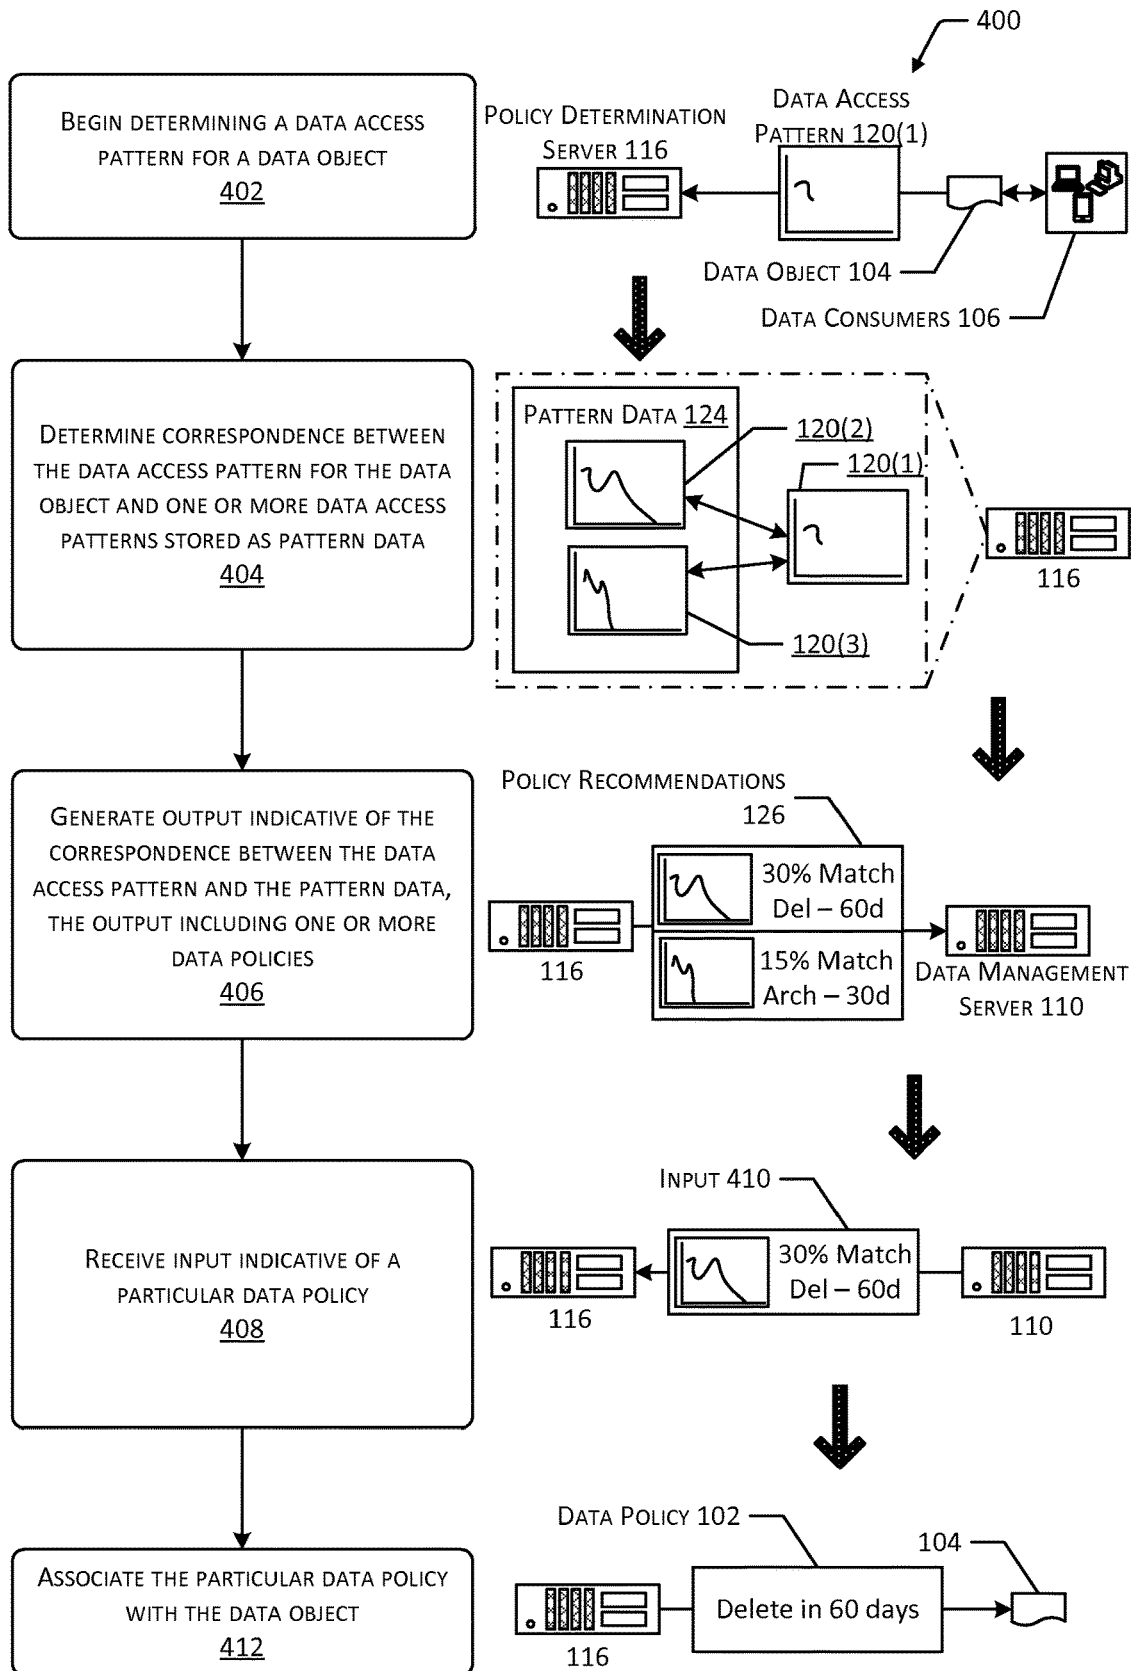 400
BEGIN DETERMINING A DATA ACCESS
PATTERN FOR A DATA OBJECT
402
POLICY DETERMINATION
SERVER 116
DATA ACCESS
PATTERN 120(1)
DATA OBJECT 104
DATA CONSUMERS 106
DETERMINE CORRESPONDENCE BETWEEN
THE DATA ACCESS PATTERN FOR THE DATA
OBJECT AND ONE OR MORE DATA ACCESS
PATTERNS STORED AS PATTERN DATA
404
PATTERN DATA 124
120(2)
120(1)
120(3)
116
GENERATE OUTPUT INDICATIVE OF THE
CORRESPONDENCE BETWEEN THE DATA
ACCESS PATTERN AND THE PATTERN DATA,
THE OUTPUT INCLUDING ONE OR MORE
DATA POLICIES
406
POLICY RECOMMENDATIONS
126
116
30% Match
Del – 60d
15% Match
Arch – 30d
DATA MANAGEMENT
SERVER 110
RECEIVE INPUT INDICATIVE OF A
PARTICULAR DATA POLICY
408
INPUT 410
116
30% Match
Del – 60d
110
ASSOCIATE THE PARTICULAR DATA POLICY
WITH THE DATA OBJECT
412
DATA POLICY 102
116
Delete in 60 days
104